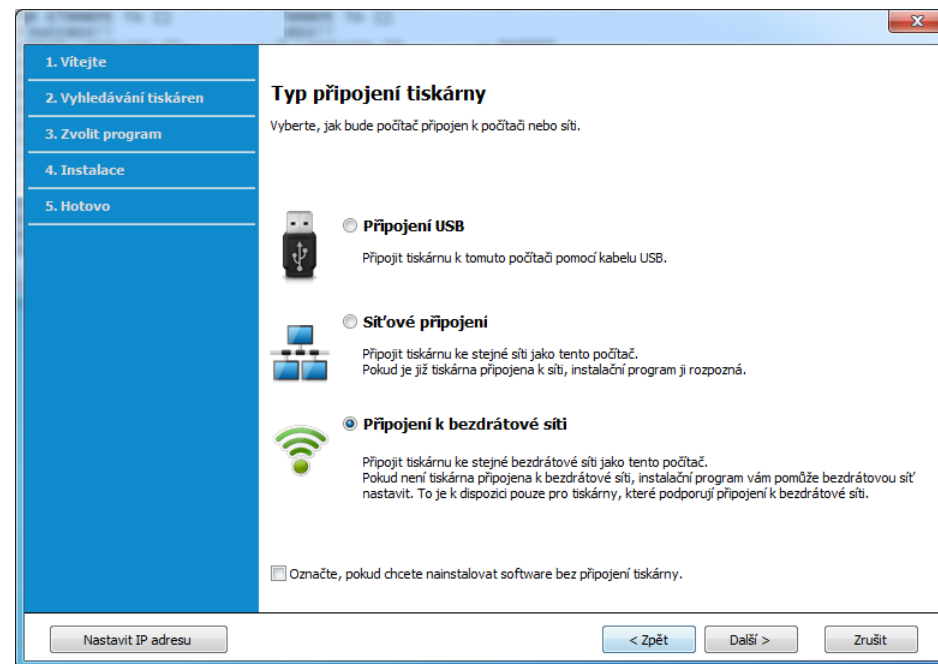 1. Vítejte
2. Vyhledávání tiskáren
3. Zvolit program
4. Instalace
5. Hotovo
Typ připojení tiskárny
Vyberte, jak bude počítač připojen k počítači nebo síti.
Připojení USB
Připojit tiskárnu k tomuto počítači pomocí kabelu USB.
Síťové připojení
Připojit tiskárnu ke stejné síti jako tento počítač.
Pokud je již tiskárna připojena k síti, instalační program ji rozpozná.
Připojení k bezdrátové síti
Připojit tiskárnu ke stejné bezdrátové síti jako tento počítač.
Pokud není tiskárna připojena k bezdrátové síti, instalační program vám pomůže bezdrátovou síť
nastavit. To je k dispozici pouze pro tiskárny, které podporují připojení k bezdrátové síti.
Označte, pokud chcete nainstalovat software bez připojení tiskárny.
Nastavit IP adresu
< Zpět
Další >
Zrušit